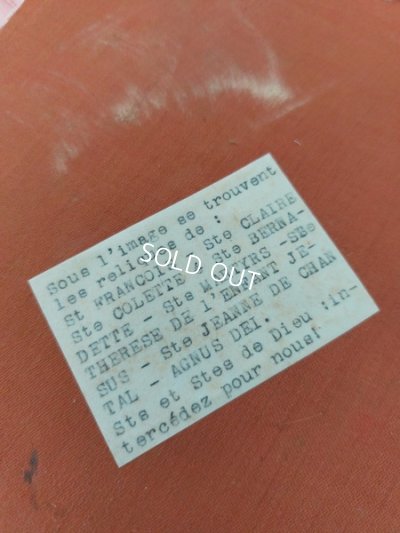 Sous l'image se trouvent
les reliques de :
St FRANCOIS - Ste CLAIRE
Ste COLETTE - Ste BERNA-
DETTE - Sts MARTYRS -Ste
THERESE DE L'ENFANT JE-
SUS - Ste JEANNE DE CHAN
TAL - AGNUS DEI.
Sts et Stes de Dieu :in-
tercédez pour nous!
SOLD OUT